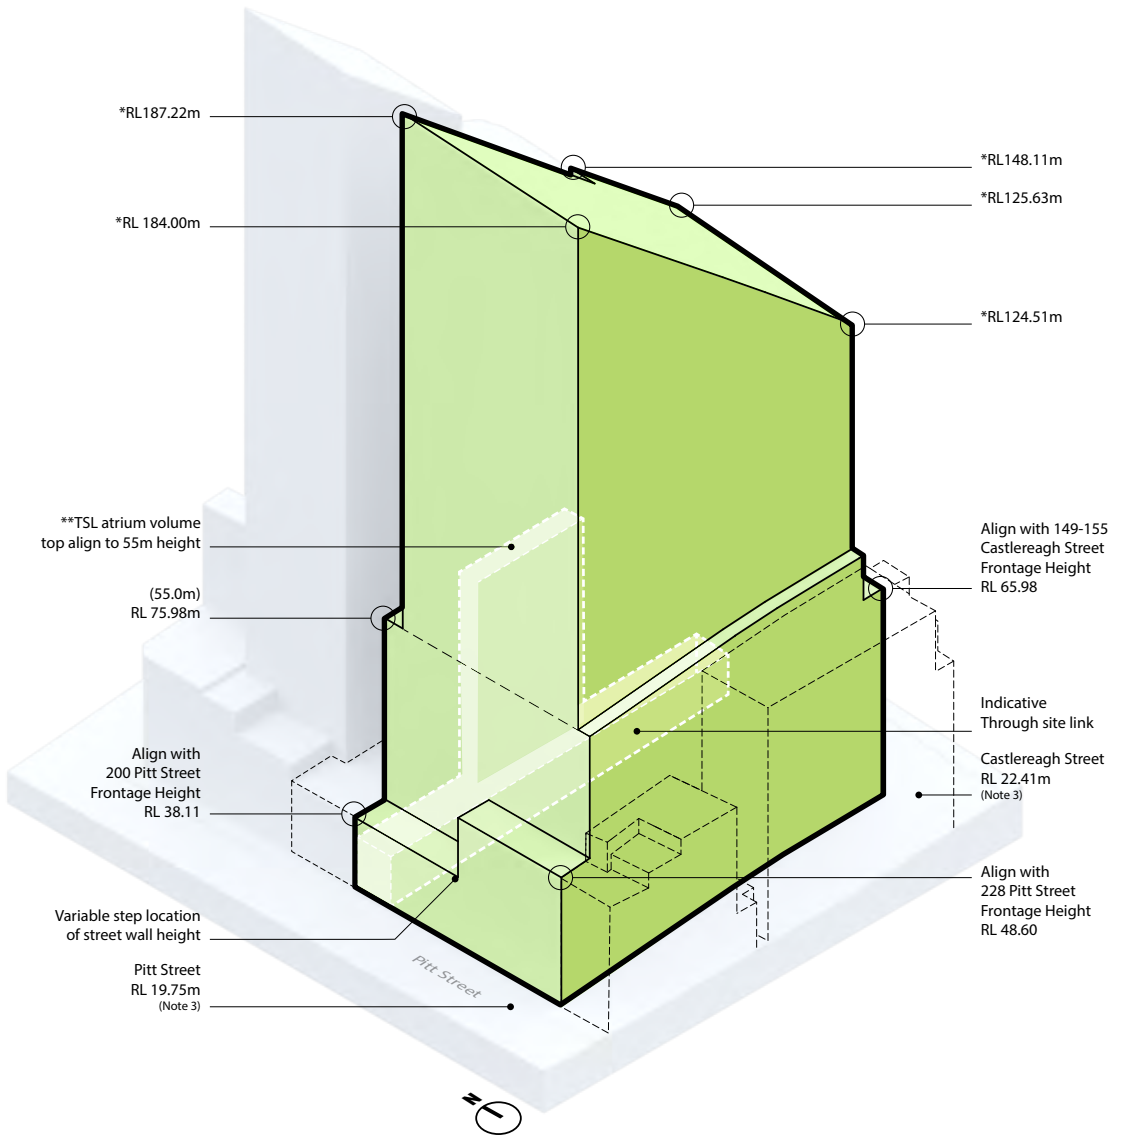 *RL187.22m
*RL 184.00m
**TSL atrium volume
top align to 55m height
(55.0m)
RL 75.98m
Align with
200 Pitt Street
Frontage Height
RL 38.11
Variable step location
of street wall height
Pitt Street
RL 19.75m
(Note 3)
Pitt Street
N
*RL148.11m
*RL125.63m
*RL124.51m
Align with 149-155
Castlereagh Street
Frontage Height
RL 65.98
Indicative
Through site link
Castlereagh Street
RL 22.41m
(Note 3)
Align with
228 Pitt Street
Frontage Height
RL 48.60